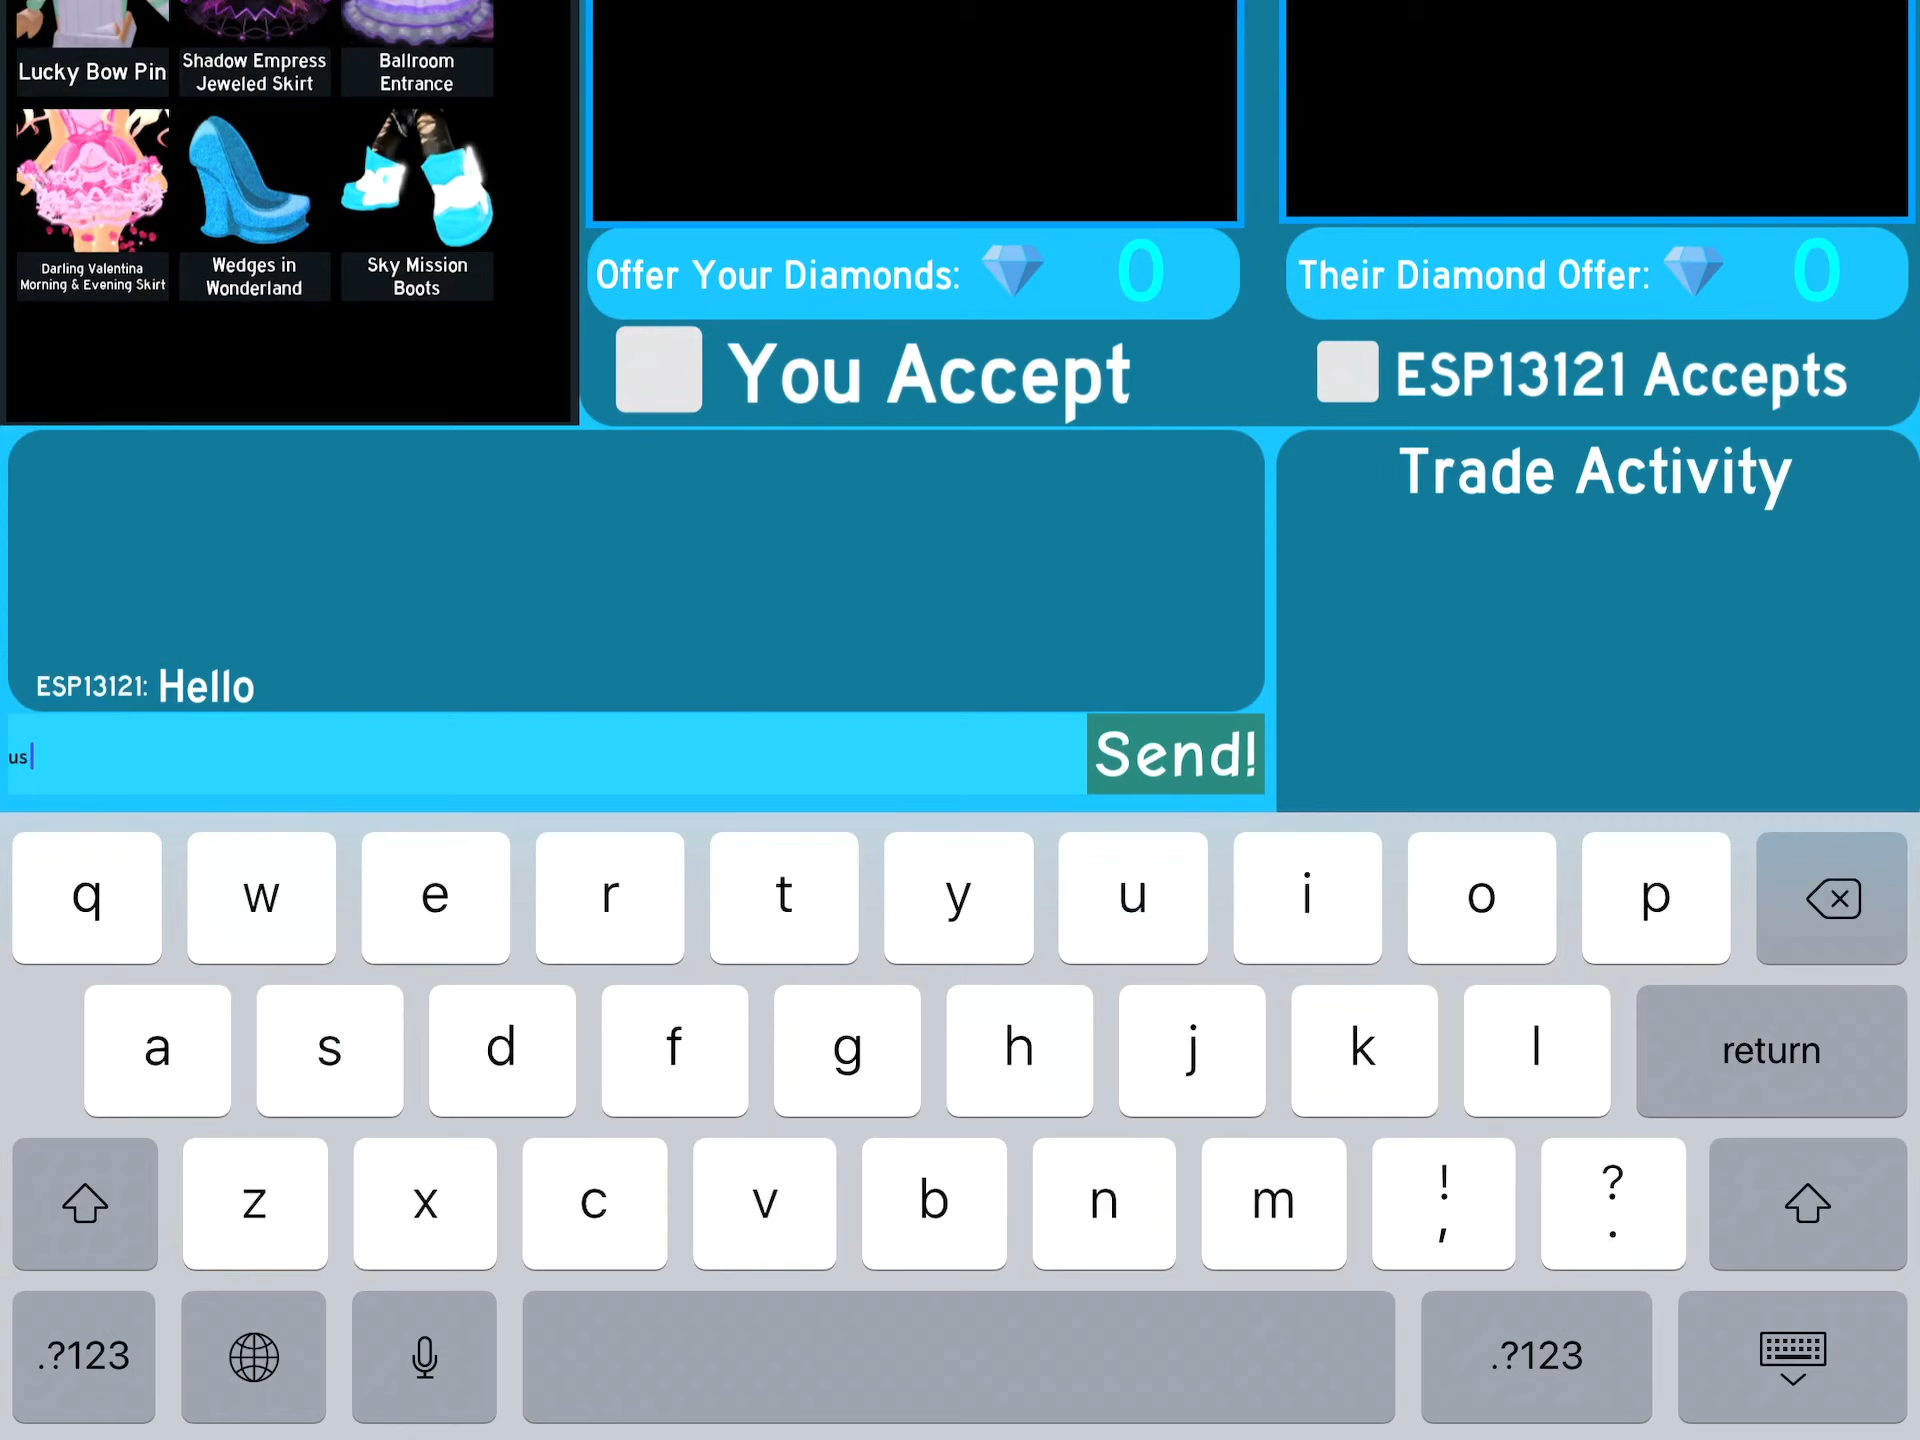 Lucky Bow Pin
Shadow Empress
Jeweled Skirt
Ballroom
Entrance
Darling Valentina
Morning & Evening Skirt
Wedges in
Wonderland
Sky Mission
Boots
Offer Your Diamonds: 0
Their Diamond Offer: 0
You Accept
ESP13121 Accepts
Trade Activity
ESP13121: Hello
us
Send!
q w e r t y u i o p
a s d f g h j k l return
z x c v b n m ! , ? .
.?123 .?123